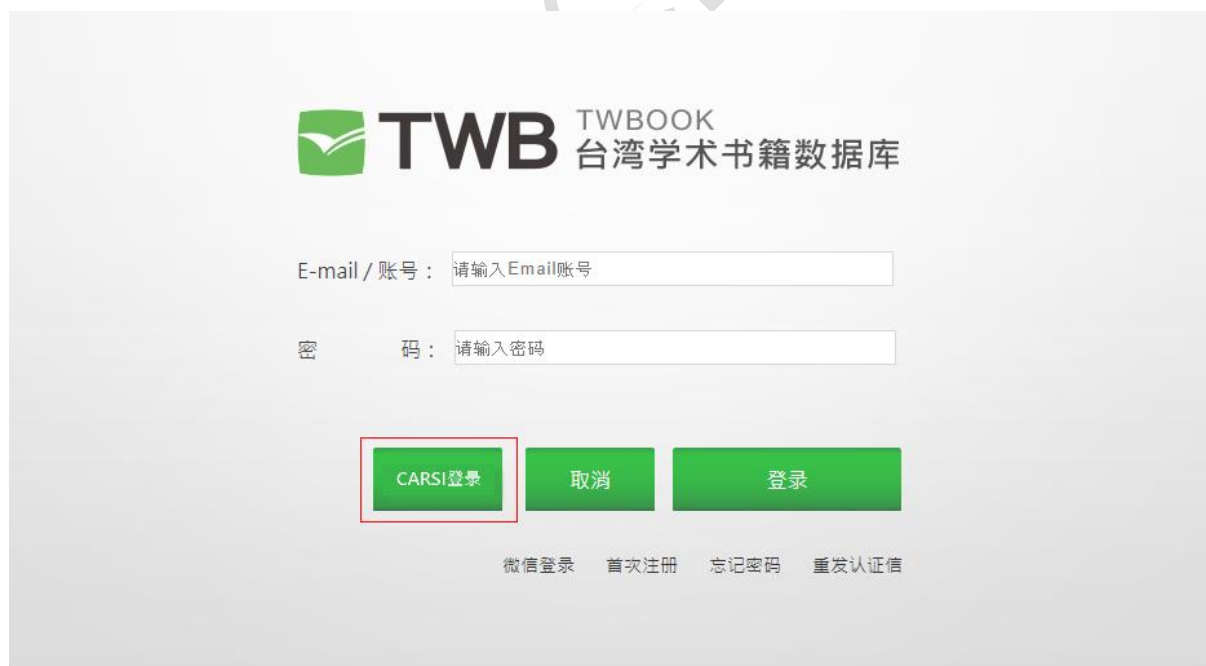 TWB TWBOOK
台湾学术书籍数据库
E-mail / 账号：
请输入Email账号
密 码：
请输入密码
CARSI登录 取消 登录
微信登录 首次注册 忘记密码 重发认证信